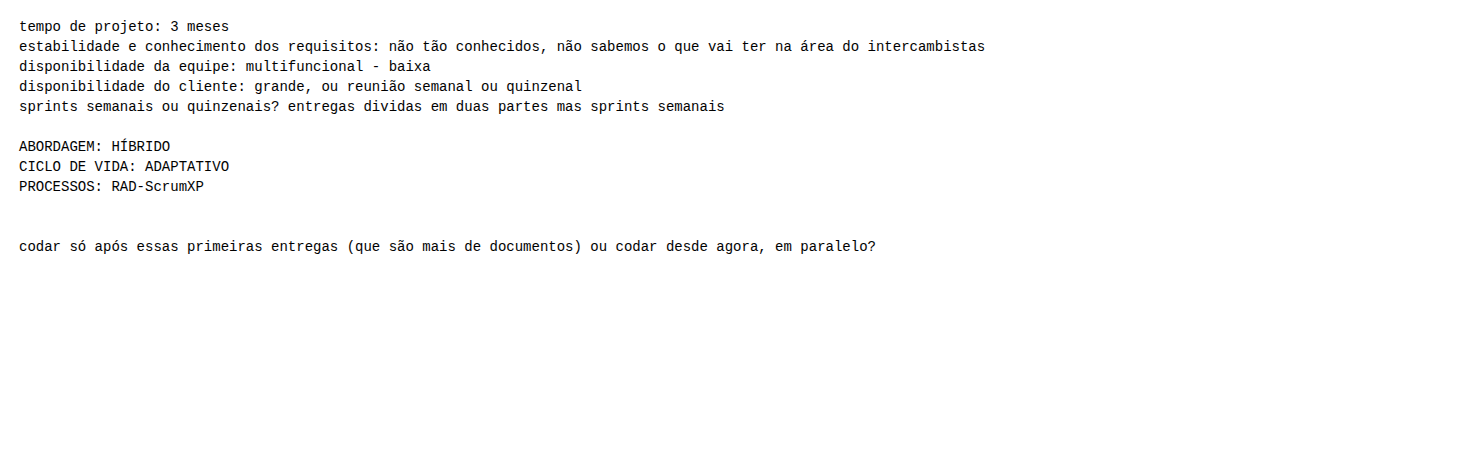 tempo de projeto: 3 meses
estabilidade e conhecimento dos requisitos: não tão conhecidos, não sabemos o que vai ter na área do intercambistas
disponibilidade da equipe: multifuncional - baixa
disponibilidade do cliente: grande, ou reunião semanal ou quinzenal
sprints semanais ou quinzenais? entregas dividas em duas partes mas sprints semanais
ABORDAGEM: HÍBRIDO
CICLO DE VIDA: ADAPTATIVO
PROCESSOS: RAD-ScrumXP
codar só após essas primeiras entregas (que são mais de documentos) ou codar desde agora, em paralelo?